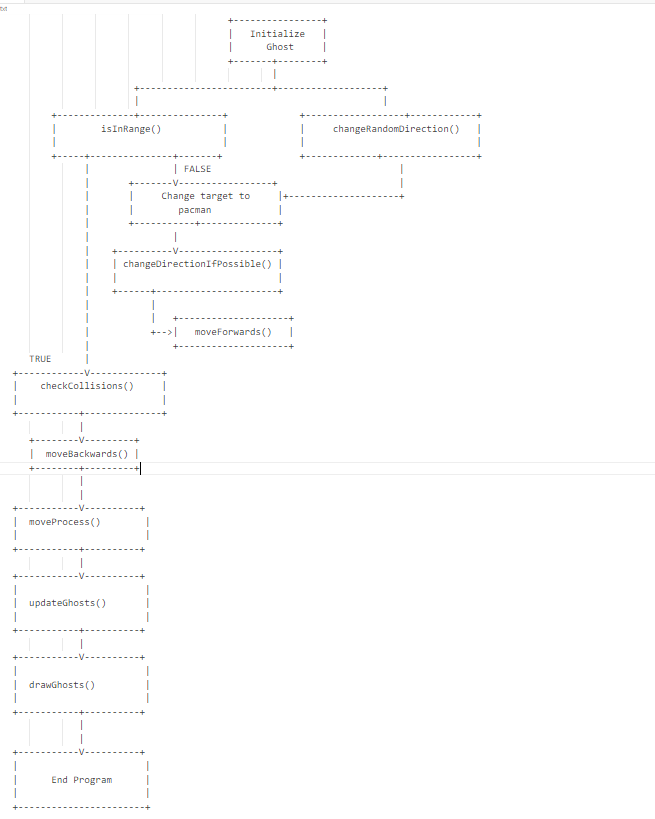 txt
Initialize
Ghost
isInRange()
changeRandomDirection()
FALSE
V
Change target to
pacman
V
changeDirectionIfPossible()
moveForwards()
TRUE
V
checkCollisions()
V
moveBackwards()
V
moveProcess()
V
updateGhosts()
V
drawGhosts()
V
End Program